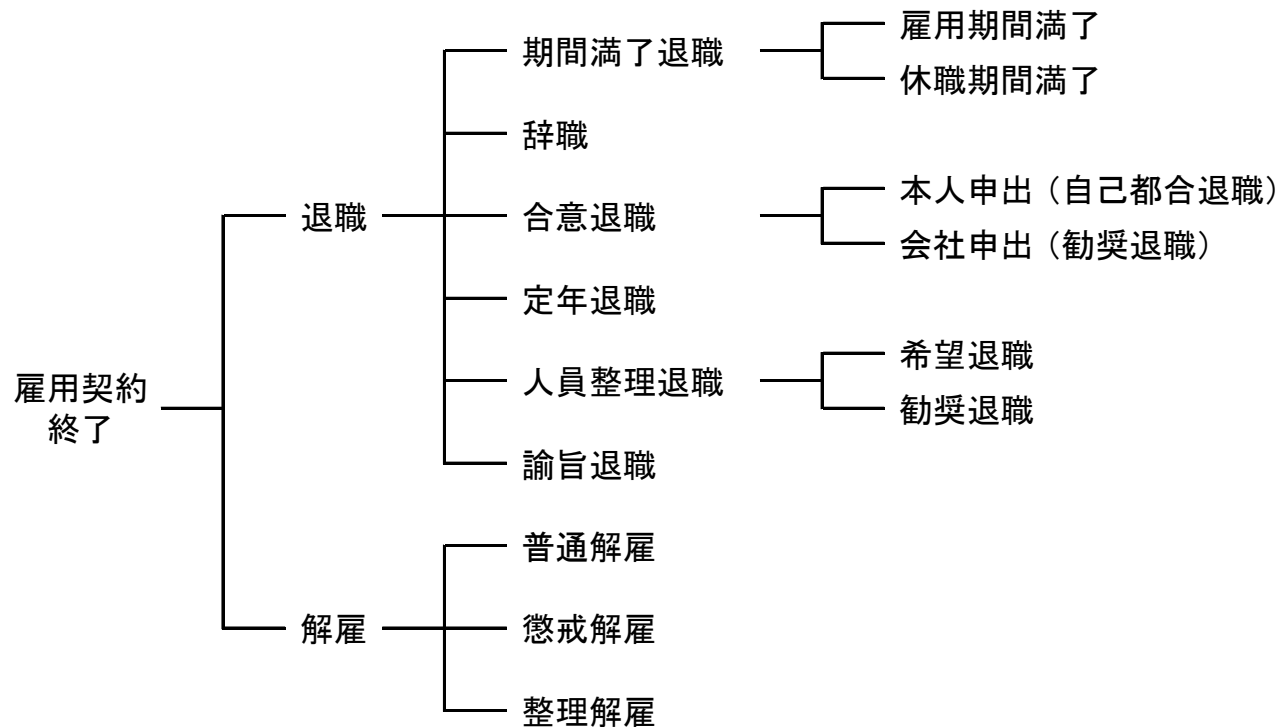 雇用契約
終了
退職
期間満了退職
雇用期間満了
休職期間満了
辞職
合意退職
本人申出（自己都合退職）
会社申出（勧奨退職）
定年退職
人員整理退職
希望退職
勧奨退職
諭旨退職
解雇
普通解雇
懲戒解雇
整理解雇